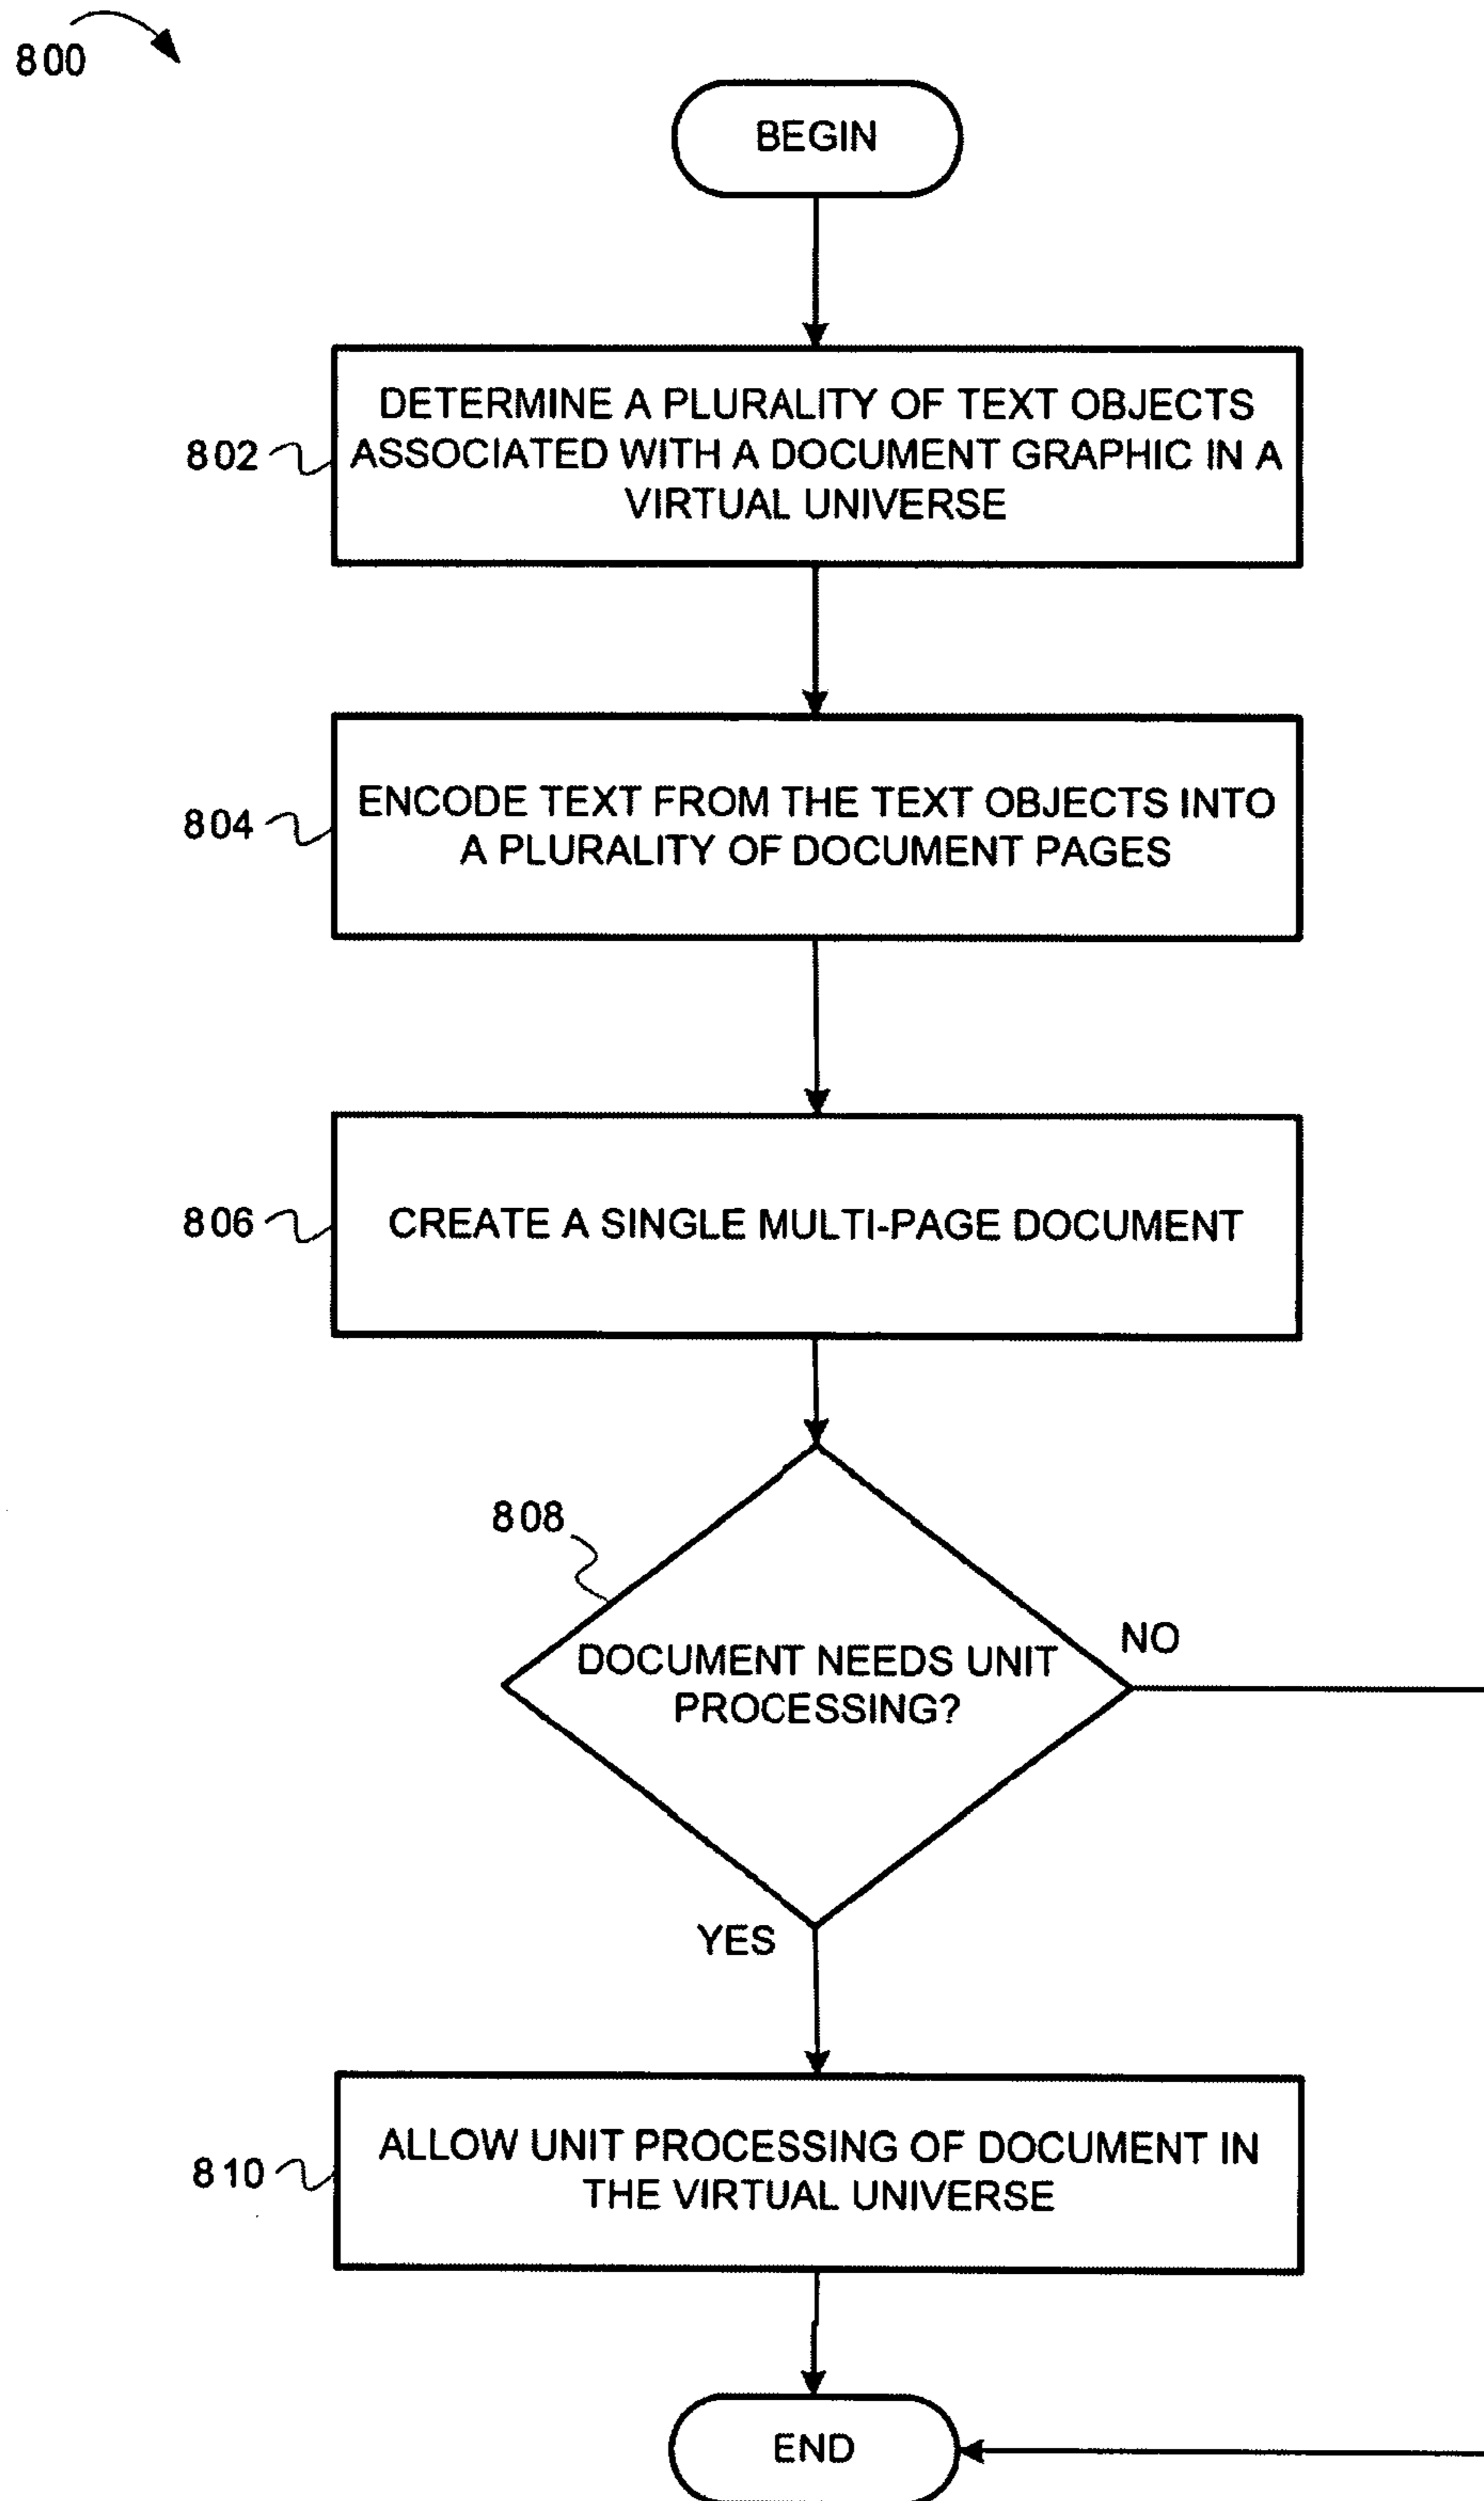 800
BEGIN
802
DETERMINE A PLURALITY OF TEXT OBJECTS
ASSOCIATED WITH A DOCUMENT GRAPHIC IN A
VIRTUAL UNIVERSE
804
ENCODE TEXT FROM THE TEXT OBJECTS INTO
A PLURALITY OF DOCUMENT PAGES
806
CREATE A SINGLE MULTI-PAGE DOCUMENT
808
DOCUMENT NEEDS UNIT
PROCESSING?
NO
YES
810
ALLOW UNIT PROCESSING OF DOCUMENT IN
THE VIRTUAL UNIVERSE
END